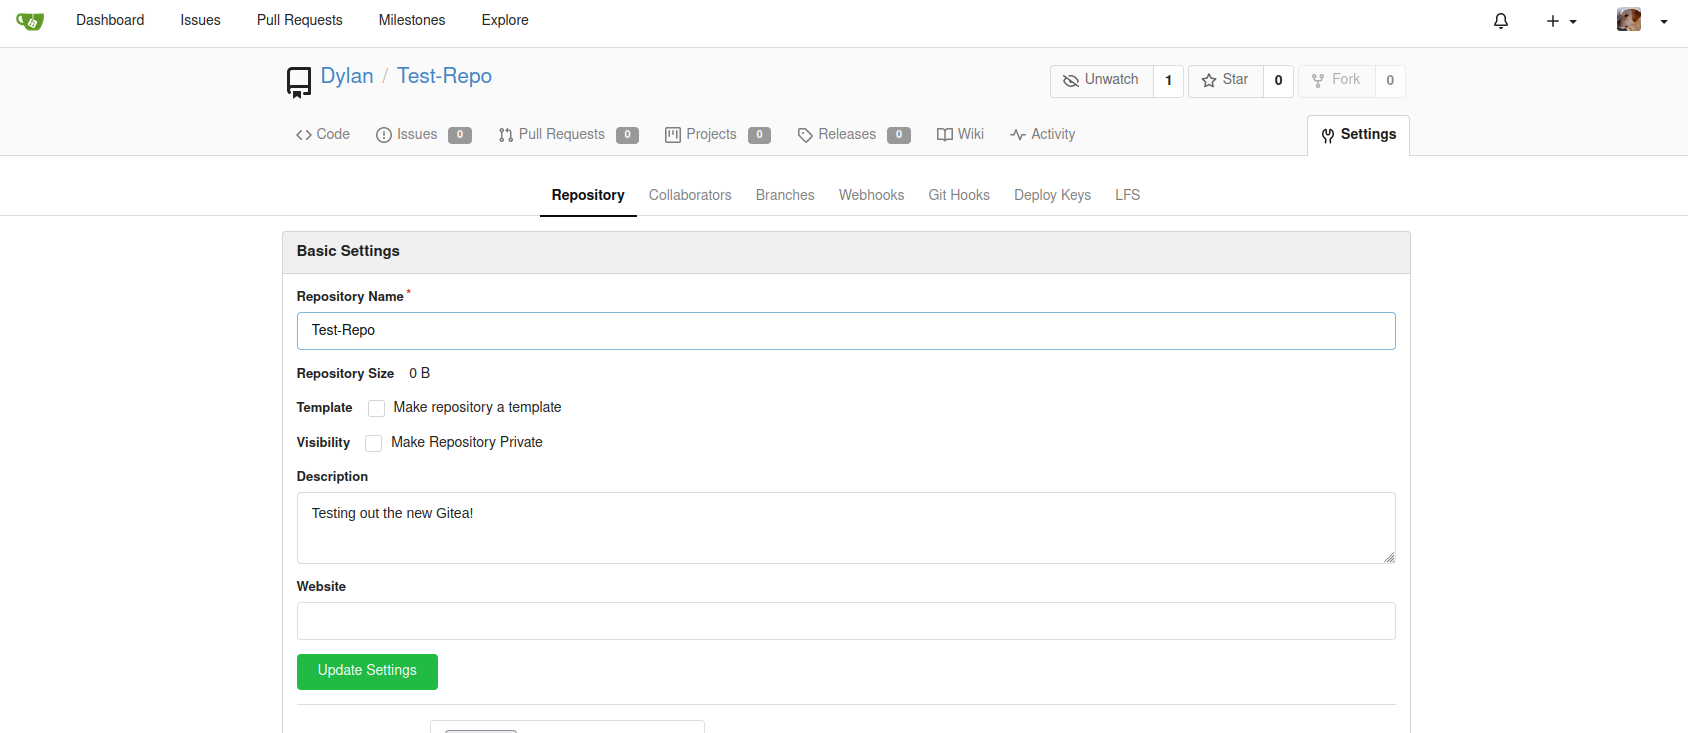 Dashboard Issues Pull Requests Milestones Explore
Dylan / Test-Repo
Unwatch 1 Star 0 Fork 0
Code Issues 0 Pull Requests 0 Projects 0 Releases 0 Wiki Activity Settings
Repository Collaborators Branches Webhooks Git Hooks Deploy Keys LFS
Basic Settings
Repository Name *
Test-Repo
Repository Size 0 B
Template Make repository a template
Visibility Make Repository Private
Description
Testing out the new Gitea!
Website
Update Settings